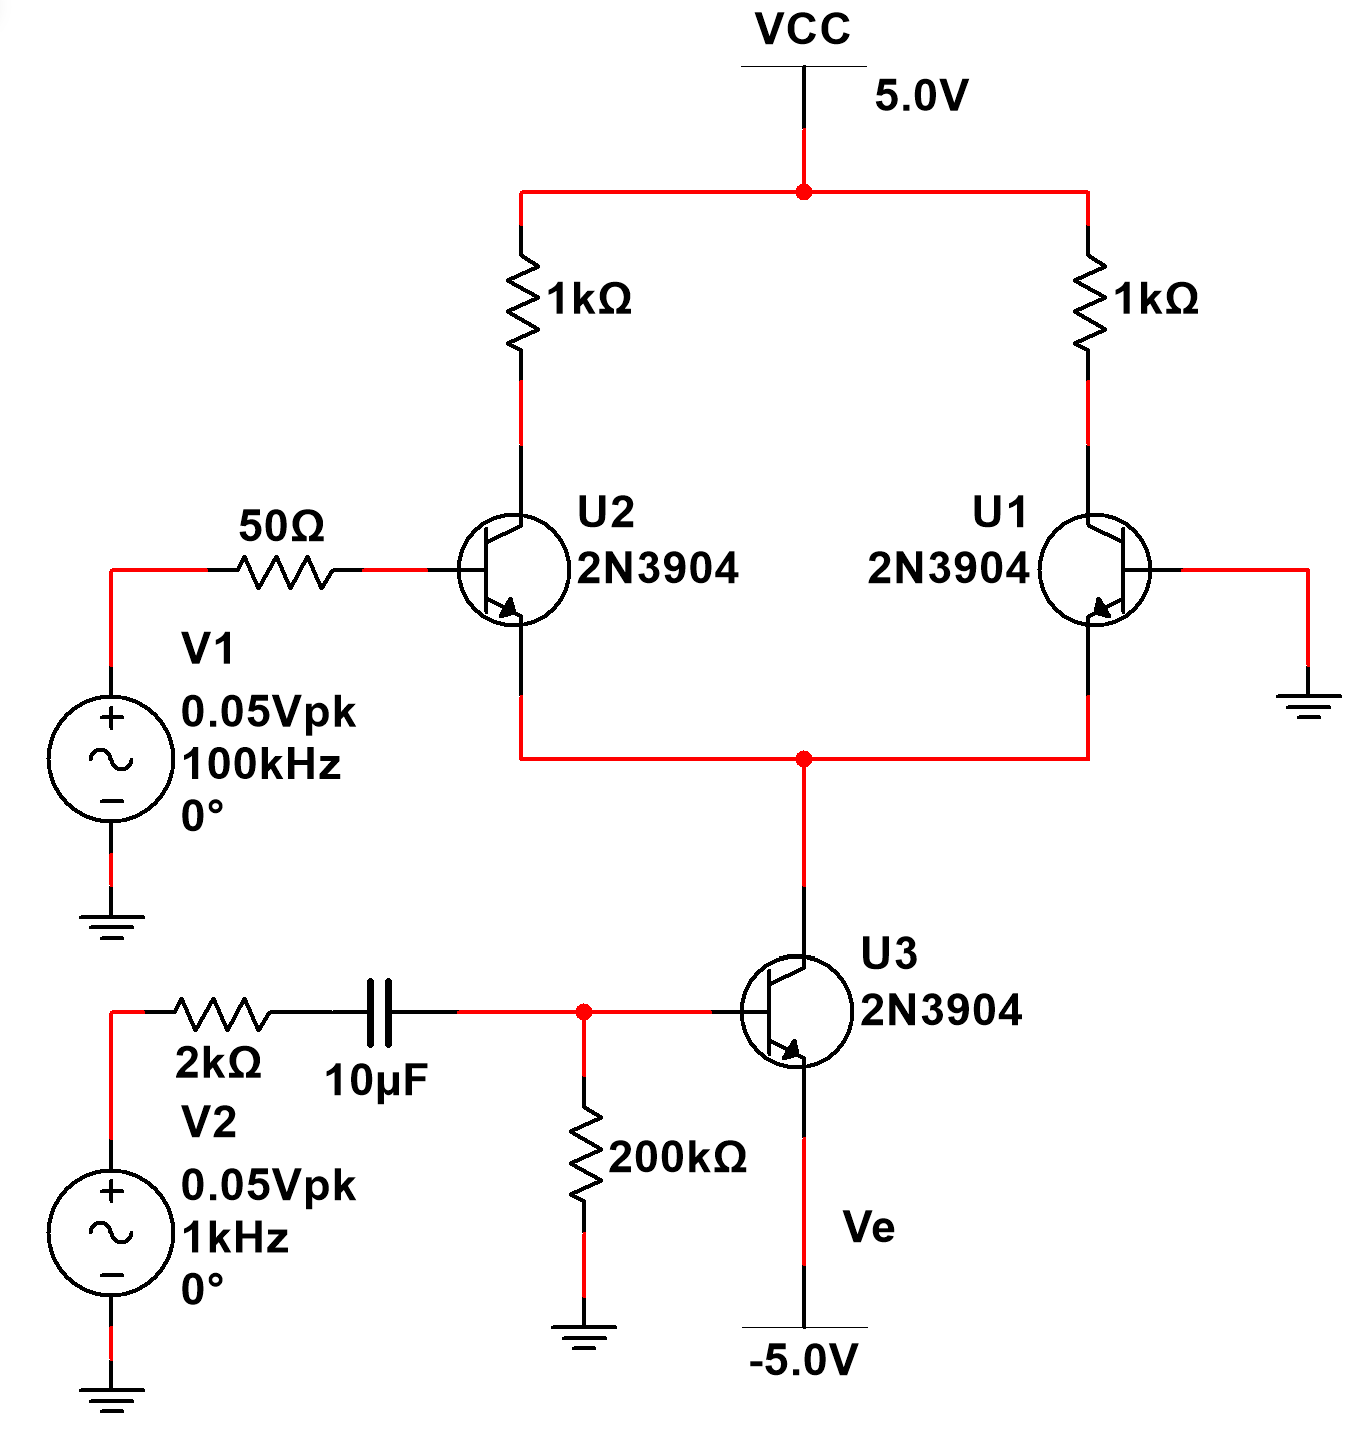 VCC
5.0V
1kΩ
1kΩ
50Ω
U2
2N3904
U1
2N3904
V1
0.05Vpk
100kHz
0°
U3
2N3904
2kΩ
10µF
V2
0.05Vpk
1kHz
0°
200kΩ
Ve
-5.0V